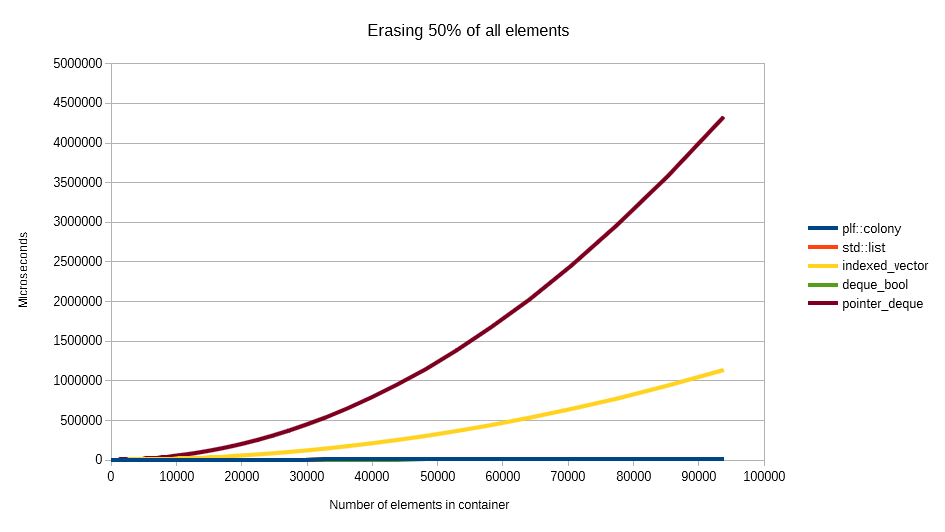 Erasing 50% of all elements
5000000
4500000
4000000
3500000
3000000
2500000
2000000
1500000
1000000
500000
0
Microseconds
0 10000 20000 30000 40000 50000 60000 70000 80000 90000 100000
Number of elements in container
plf::colony
std::list
indexed_vector
deque_bool
pointer_deque